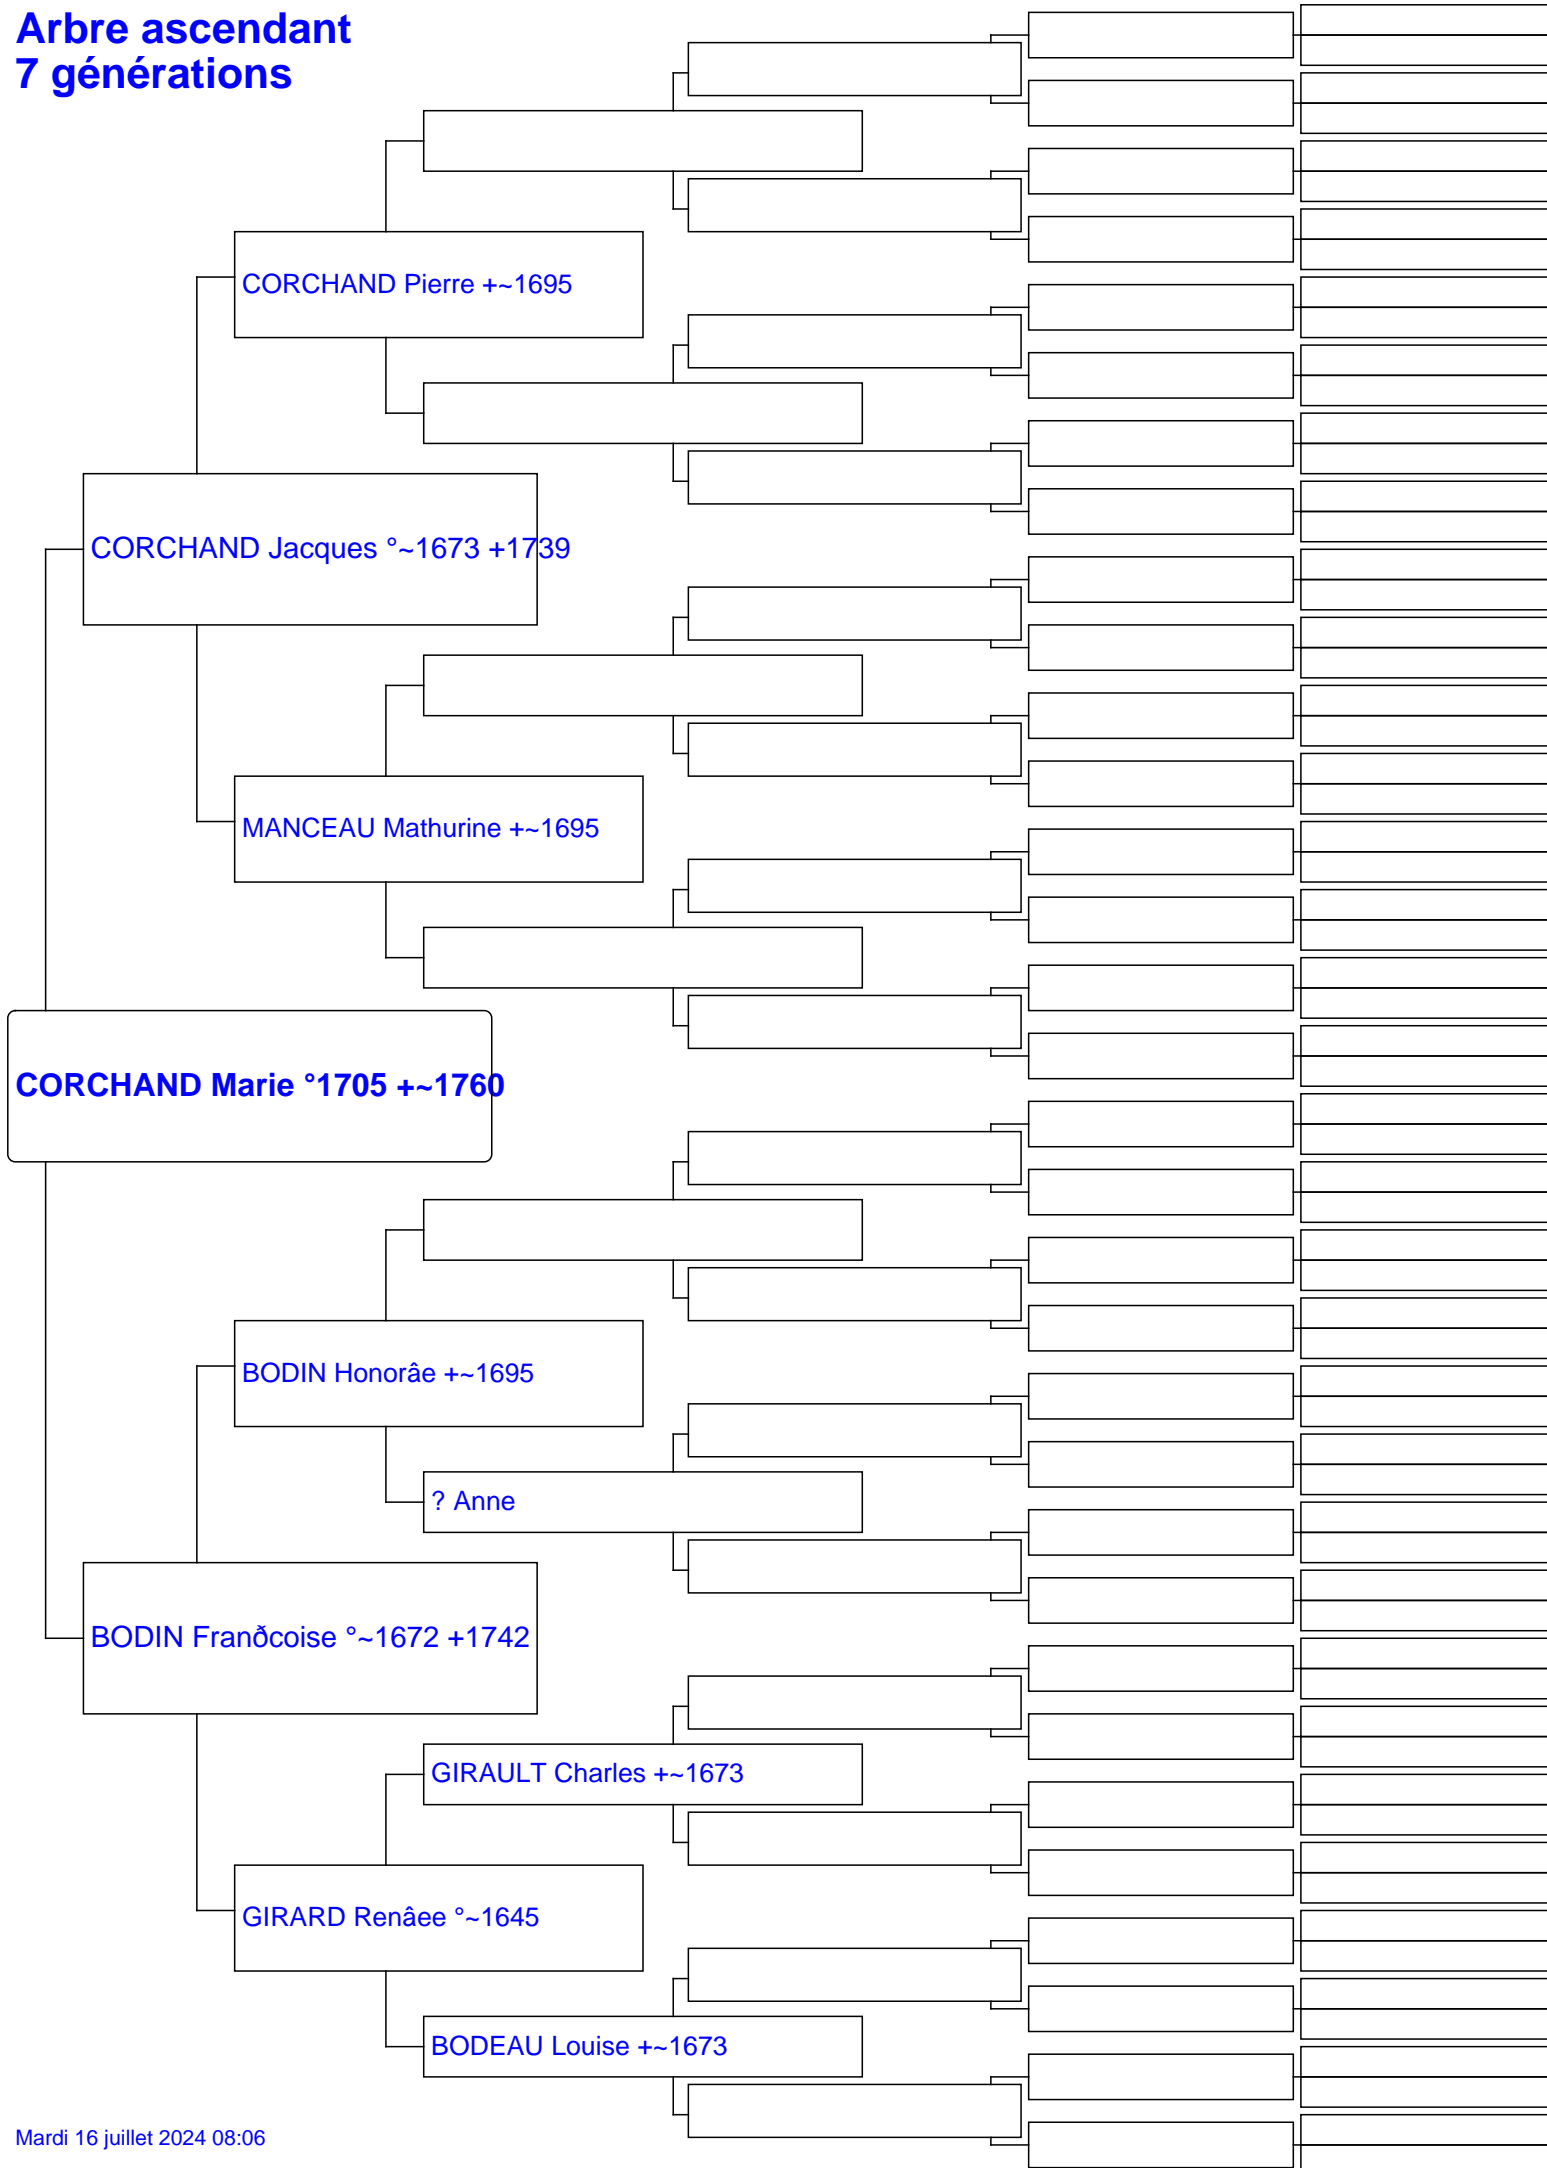 Arbre ascendant
7 générations
CORCHAND Pierre +~1695
CORCHAND Jacques °~1673 +1739
MANCEAU Mathurine +~1695
CORCHAND Marie °1705 +~1760
BODIN Honorâe +~1695
? Anne
BODIN Franðcoise °~1672 +1742
GIRAULT Charles +~1673
GIRARD Renâee °~1645
BODEAU Louise +~1673
Mardi 16 juillet 2024 08:06